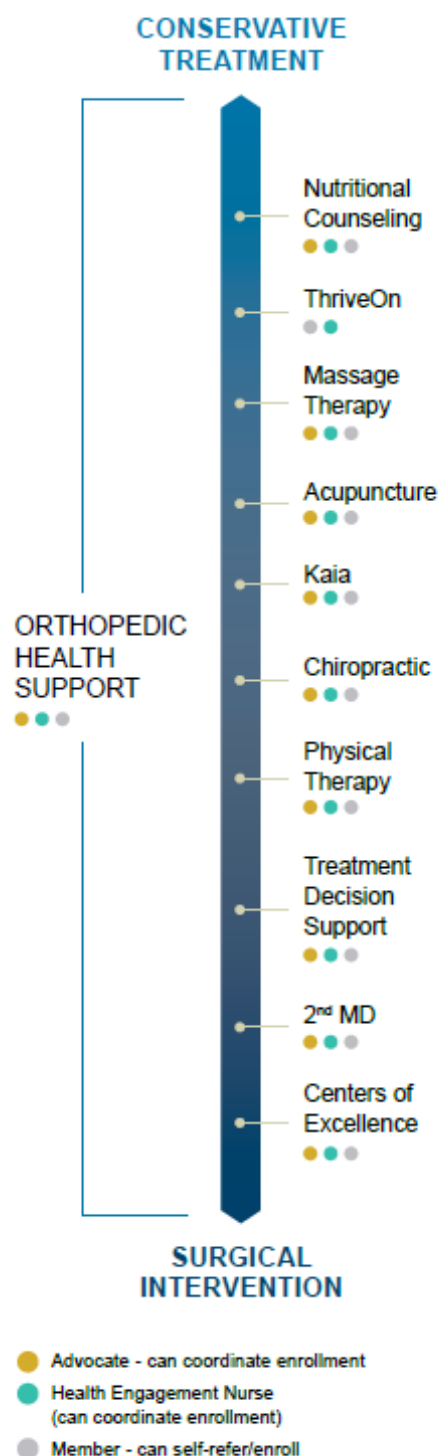 CONSERVATIVE
TREATMENT
Nutritional
Counseling
ThriveOn
Massage
Therapy
Acupuncture
Kaia
ORTHOPEDIC
HEALTH
SUPPORT
Chiropractic
Physical
Therapy
Treatment
Decision
Support
2nd MD
Centers of
Excellence
SURGICAL
INTERVENTION
Advocate - can coordinate enrollment
Health Engagement Nurse
(can coordinate enrollment)
Member - can self-refer/enroll